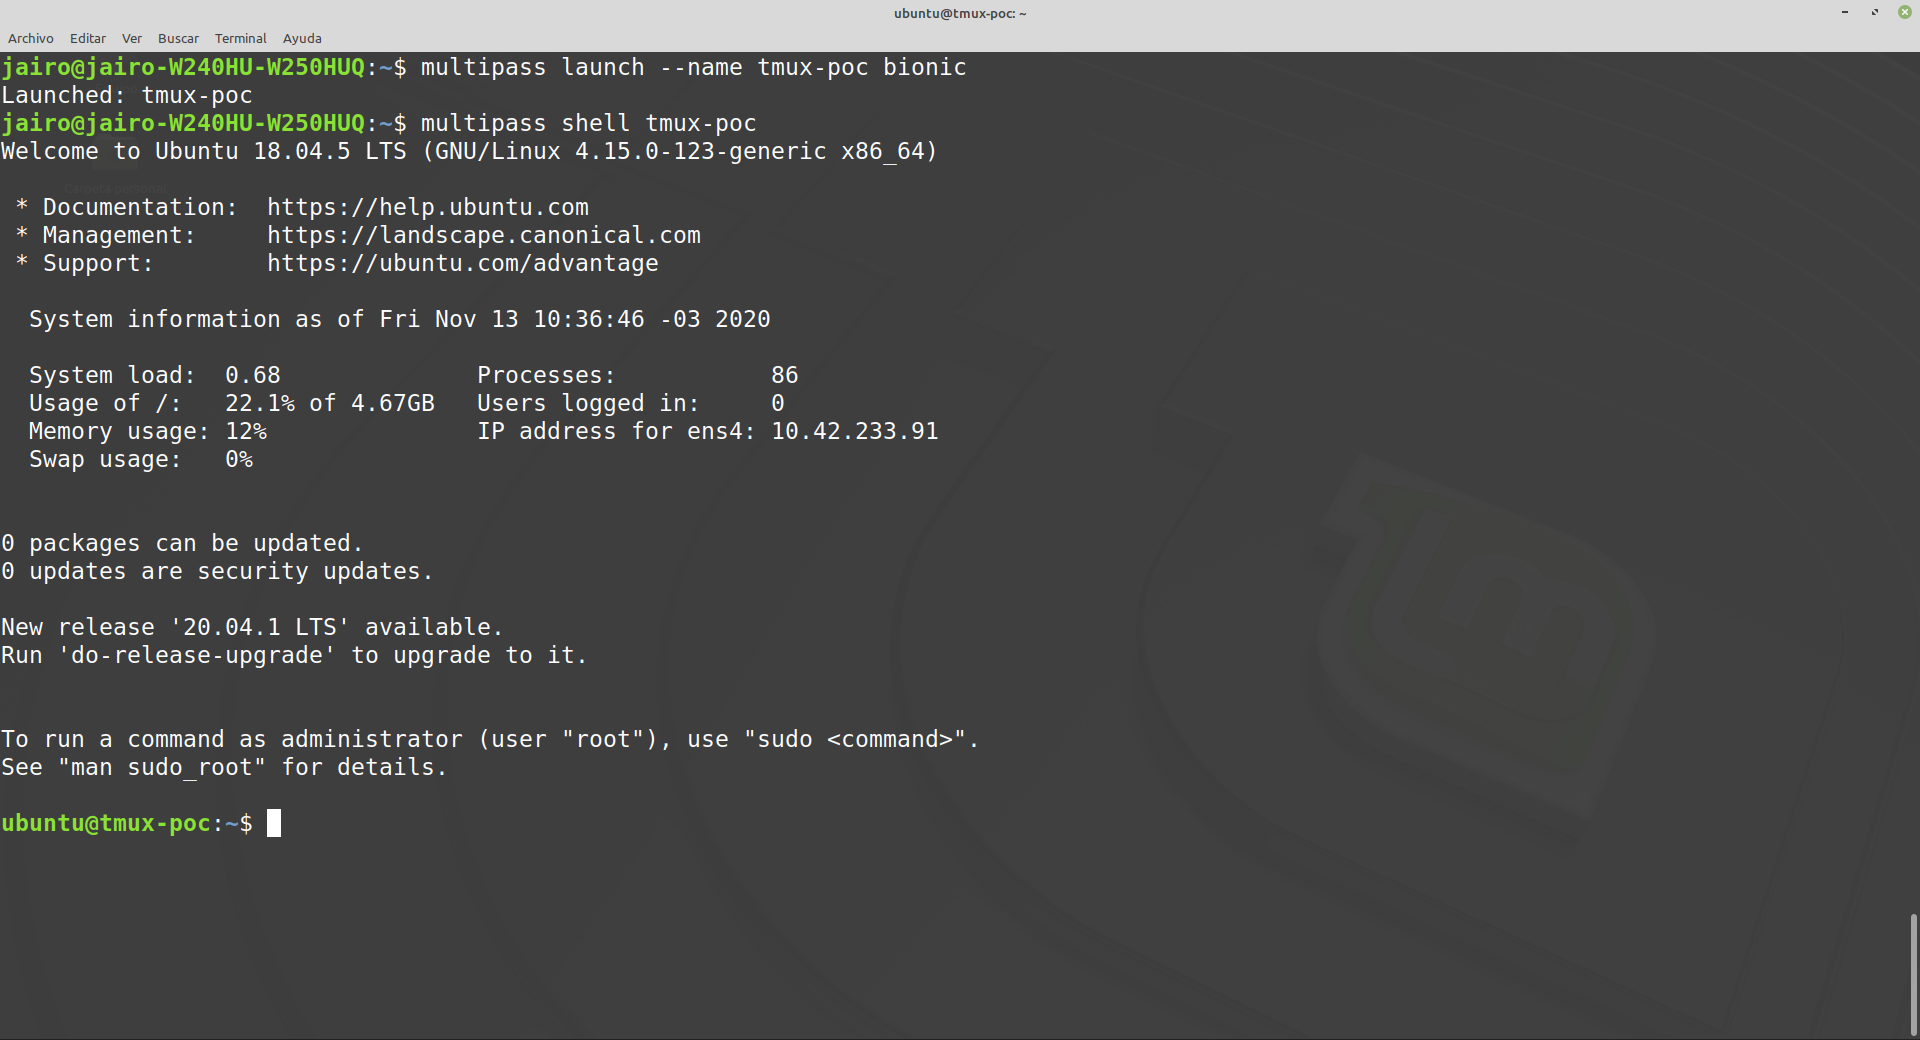 ubuntu@tmux-poc: ~
Archivo Editar Ver Buscar Terminal Ayuda
jairo@jairo-W240HU-W250HUQ:~$ multipass launch --name tmux-poc bionic
Launched: tmux-poc
jairo@jairo-W240HU-W250HUQ:~$ multipass shell tmux-poc
Welcome to Ubuntu 18.04.5 LTS (GNU/Linux 4.15.0-123-generic x86_64)
Carpeta personal
 * Documentation:  https://help.ubuntu.com
 * Management:     https://landscape.canonical.com
 * Support:        https://ubuntu.com/advantage
  System information as of Fri Nov 13 10:36:46 -03 2020
  System load:  0.68              Processes:           86
  Usage of /:   22.1% of 4.67GB   Users logged in:     0
  Memory usage: 12%               IP address for ens4: 10.42.233.91
  Swap usage:   0%
0 packages can be updated.
0 updates are security updates.
New release '20.04.1 LTS' available.
Run 'do-release-upgrade' to upgrade to it.
To run a command as administrator (user "root"), use "sudo <command>".
See "man sudo_root" for details.
ubuntu@tmux-poc:~$